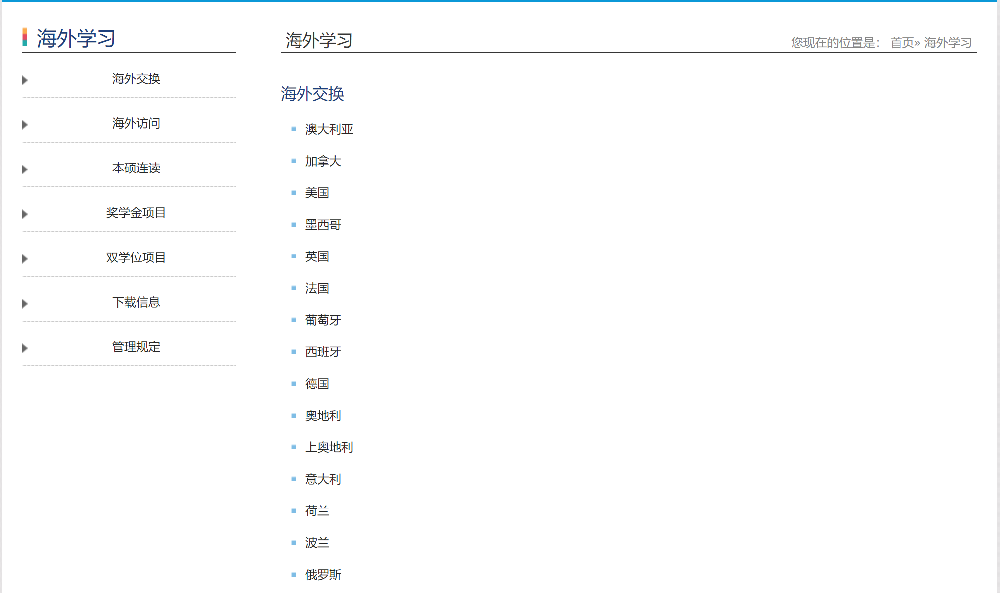 海外学习
海外交换
海外访问
本硕连读
奖学金项目
双学位项目
下载信息
管理规定
海外学习
您现在的位置是： 首页» 海外学习
海外交换
澳大利亚
加拿大
美国
墨西哥
英国
法国
葡萄牙
西班牙
德国
奥地利
上奥地利
意大利
荷兰
波兰
俄罗斯